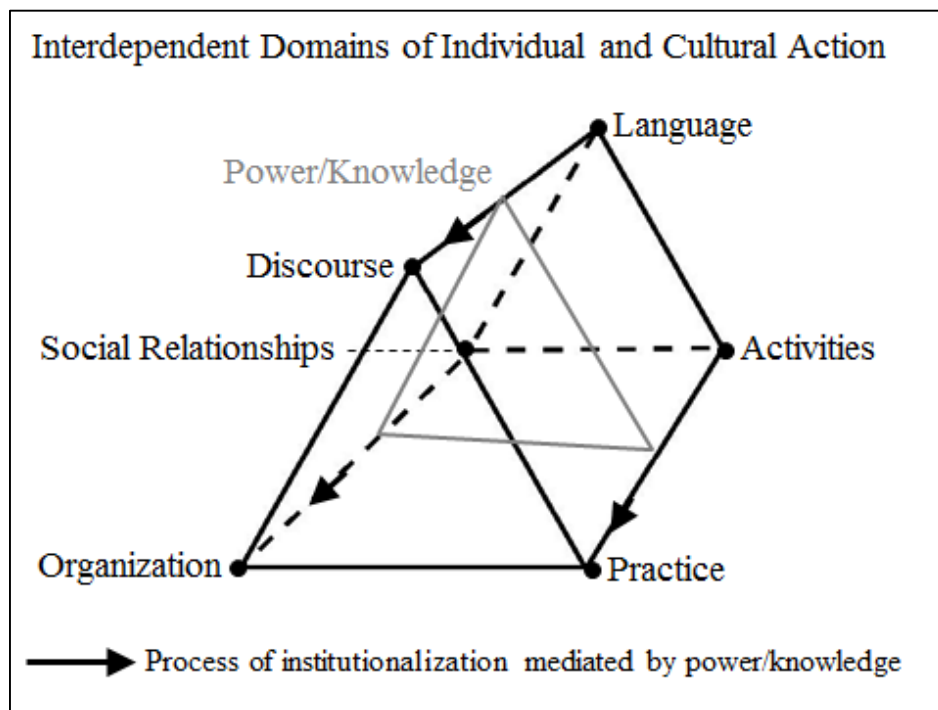 Interdependent Domains of Individual and Cultural Action
Language
Power/Knowledge
Discourse
Social Relationships
Activities
Organization
Practice
Process of institutionalization mediated by power/knowledge